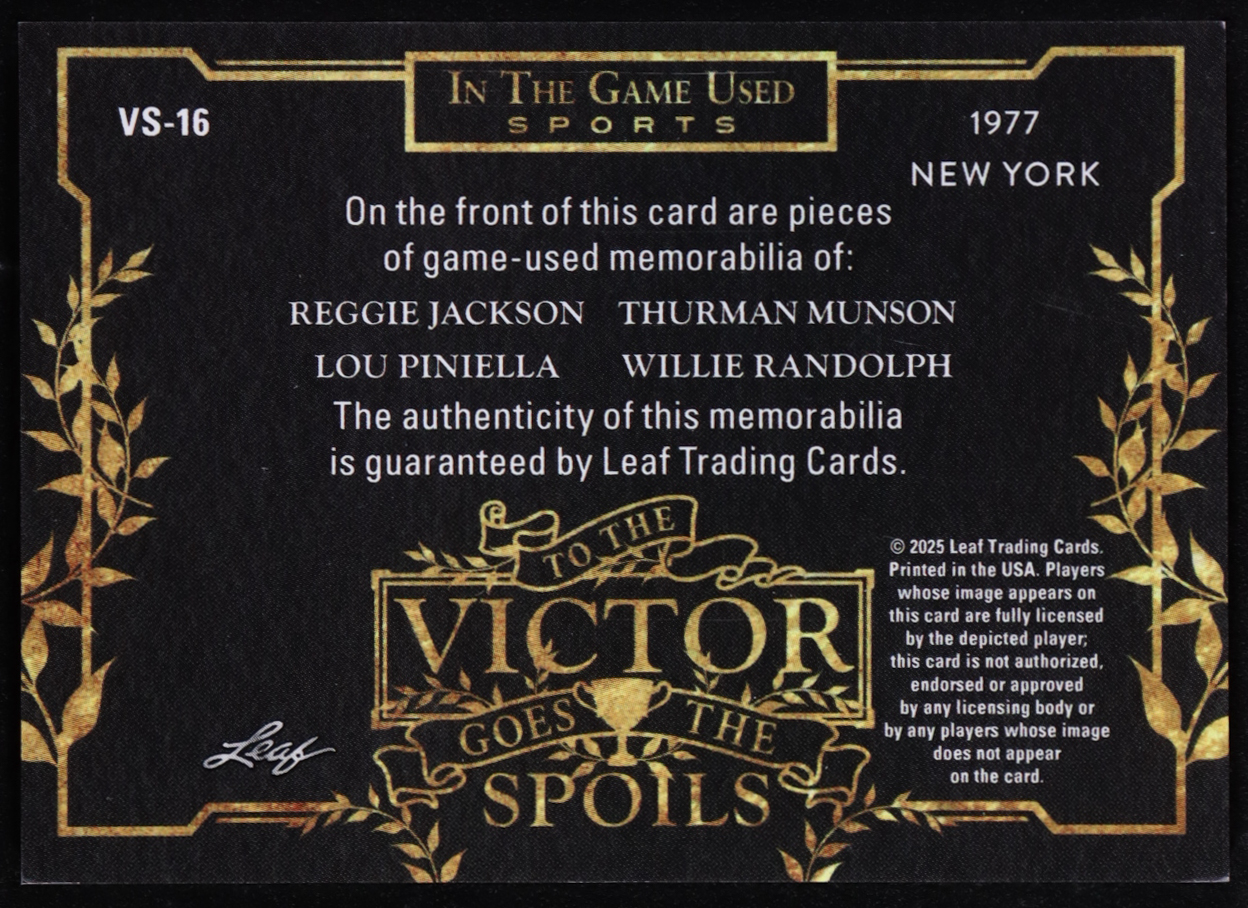 IN THE GAME USED
SPORTS
VS-16
1977
NEW YORK
On the front of this card are pieces
of game-used memorabilia of:
REGGIE JACKSON THURMAN MUNSON
LOU PINIELLA WILLIE RANDOLPH
The authenticity of this memorabilia
is guaranteed by Leaf Trading Cards.
TO THE
VICTOR
GOES THE
SPOILS
Leaf
© 2025 Leaf Trading Cards.
Printed in the USA. Players
whose image appears on
this card are fully licensed
by the depicted player;
this card is not authorized,
endorsed or approved
by any licensing body or
by any players whose image
does not appear
on the card.